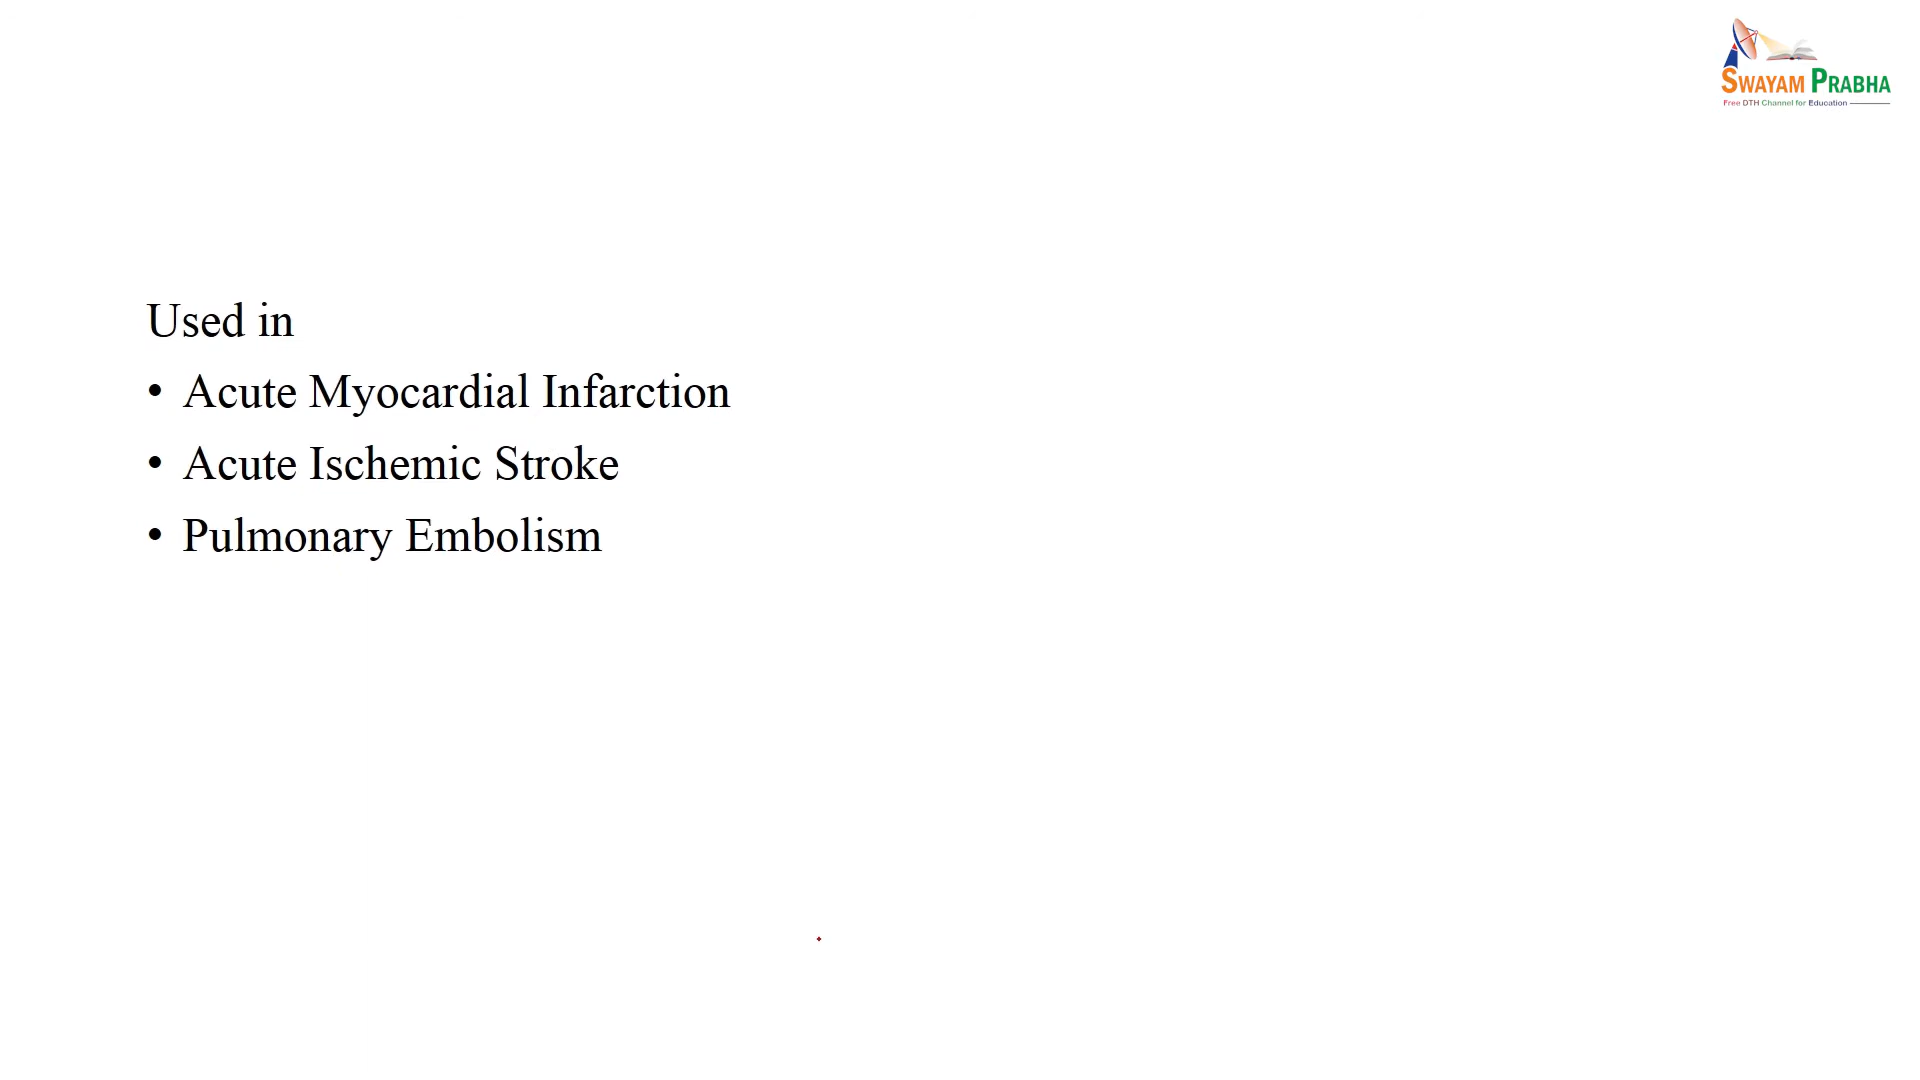 SWAYAM PRABHA
Free DTH Channel for Education
Used in
• Acute Myocardial Infarction
• Acute Ischemic Stroke
• Pulmonary Embolism